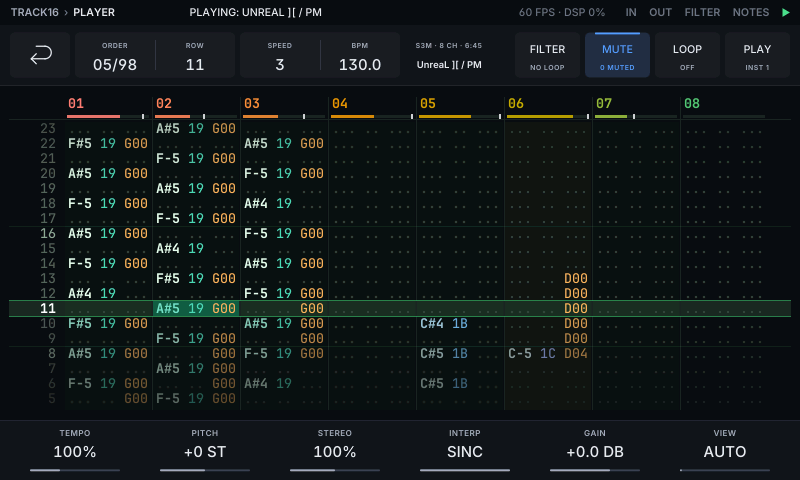 TRACK16 › PLAYER PLAYING: UNREAL ][ / PM 60 FPS · DSP 0% IN OUT FILTER NOTES
ORDER ROW SPEED BPM S3M · 8 CH · 6:45 FILTER MUTE LOOP PLAY
05/98 11 3 130.0 UnreaL ][ / PM NO LOOP 0 MUTED OFF INST 1
01 02 03 04 05 06 07 08
23 A#5 19 G00
22 F#5 19 G00 A#5 19 G00
21 F-5 19 G00
20 A#5 19 G00 F-5 19 G00
19 A#5 19 G00
18 F-5 19 G00 A#4 19
17 F-5 19 G00
16 A#5 19 G00 F-5 19 G00
15 A#4 19
14 F-5 19 G00 A#5 19 G00
13 F#5 19 G00 D00
12 A#4 19 F-5 19 G00 D00
11 A#5 19 G00 G00 D00
10 F#5 19 G00 A#5 19 G00 C#4 1B D00
9 F-5 19 G00 G00 D00
8 A#5 19 G00 G00 F-5 19 G00 C#5 1B C-5 1C D04
7 A#5 19 G00
6 F-5 19 G00 G00 A#4 19 C#5 1B
5 G00 F-5 19 G00
TEMPO PITCH STEREO INTERP GAIN VIEW
100% +0 ST 100% SINC +0.0 DB AUTO